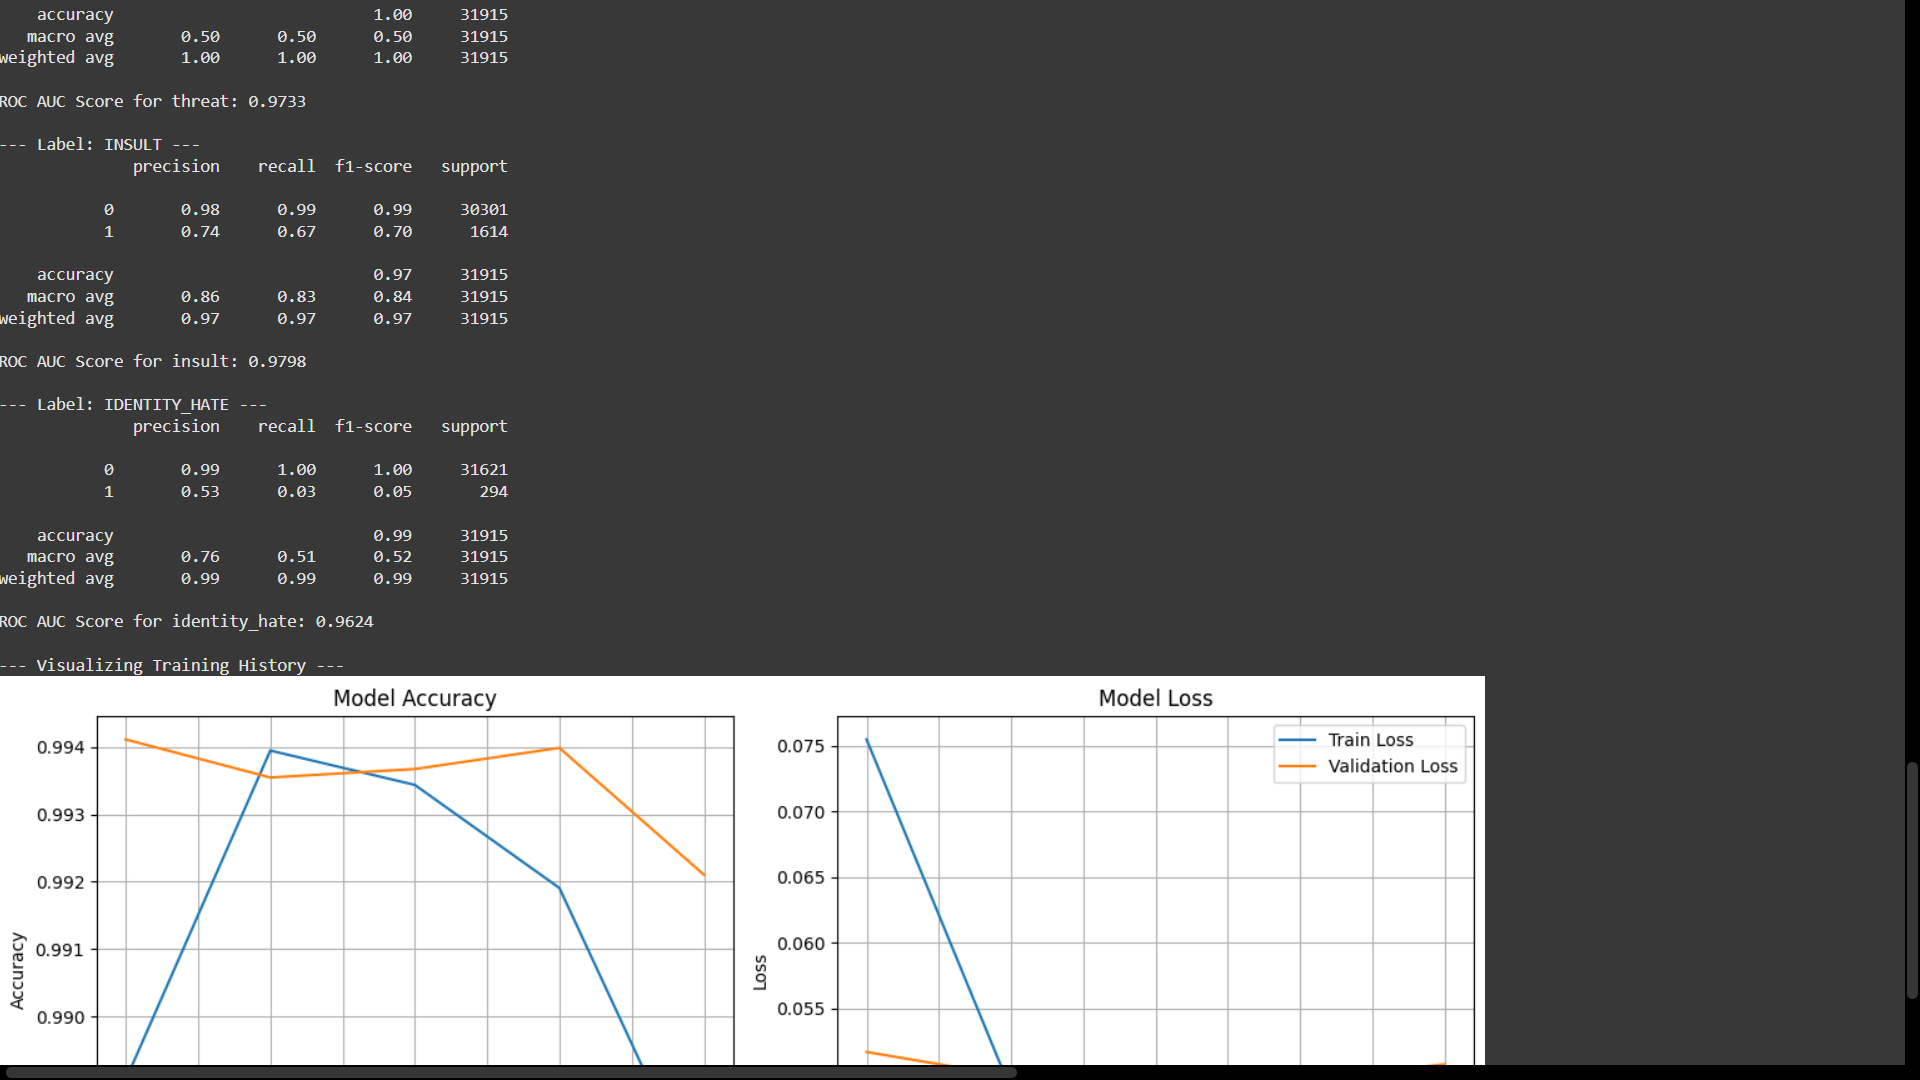 accuracy 1.00 31915
macro avg 0.50 0.50 0.50 31915
weighted avg 1.00 1.00 1.00 31915
ROC AUC Score for threat: 0.9733
--- Label: INSULT ---
precision recall f1-score support
0 0.98 0.99 0.99 30301
1 0.74 0.67 0.70 1614
accuracy 0.97 31915
macro avg 0.86 0.83 0.84 31915
weighted avg 0.97 0.97 0.97 31915
ROC AUC Score for insult: 0.9798
--- Label: IDENTITY_HATE ---
precision recall f1-score support
0 0.99 1.00 1.00 31621
1 0.53 0.03 0.05 294
accuracy 0.99 31915
macro avg 0.76 0.51 0.52 31915
weighted avg 0.99 0.99 0.99 31915
ROC AUC Score for identity_hate: 0.9624
--- Visualizing Training History ---
Model Accuracy
0.994
0.993
0.992
0.991
0.990
Accuracy
Model Loss
Train Loss
Validation Loss
0.075
0.070
0.065
0.060
0.055
Loss